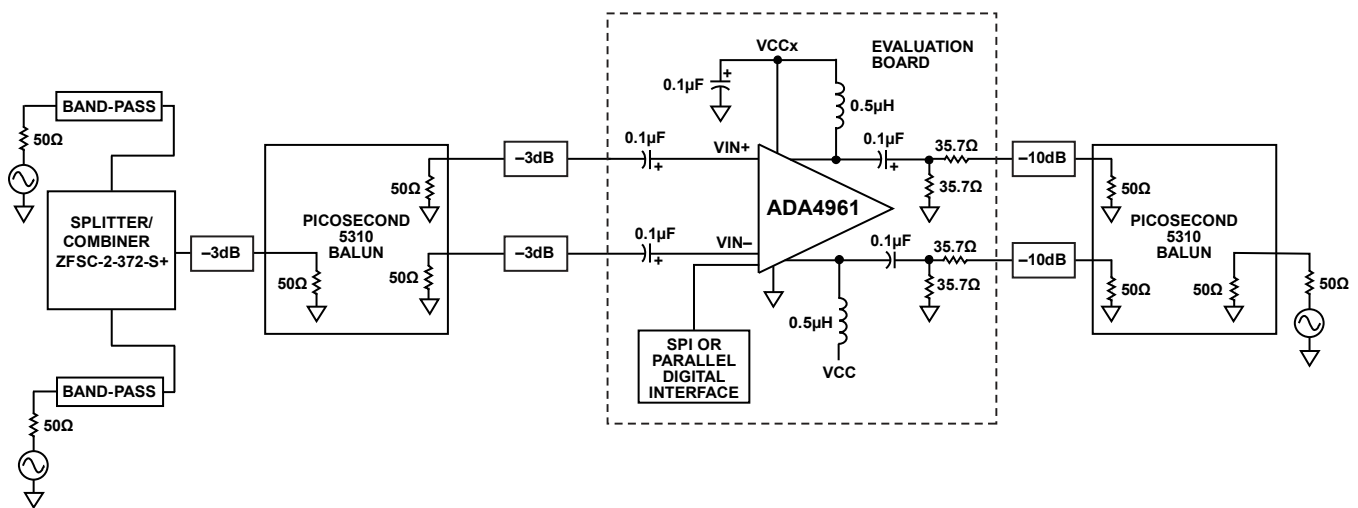 BAND-PASS
50Ω
SPLITTER/
COMBINER
ZFSC-2-372-S+
BAND-PASS
50Ω
–3dB
50Ω
PICOSECOND
5310
BALUN
50Ω
50Ω
–3dB
–3dB
EVALUATION
BOARD
VCCx
0.1µF
+
0.5µH
0.1µF
+
VIN+
0.1µF
+
VIN–
ADA4961
0.1µF
+
35.7Ω
35.7Ω
0.1µF
+
35.7Ω
35.7Ω
0.5µH
VCC
SPI OR
PARALLEL
DIGITAL
INTERFACE
–10dB
–10dB
50Ω
PICOSECOND
5310
BALUN
50Ω
50Ω
50Ω